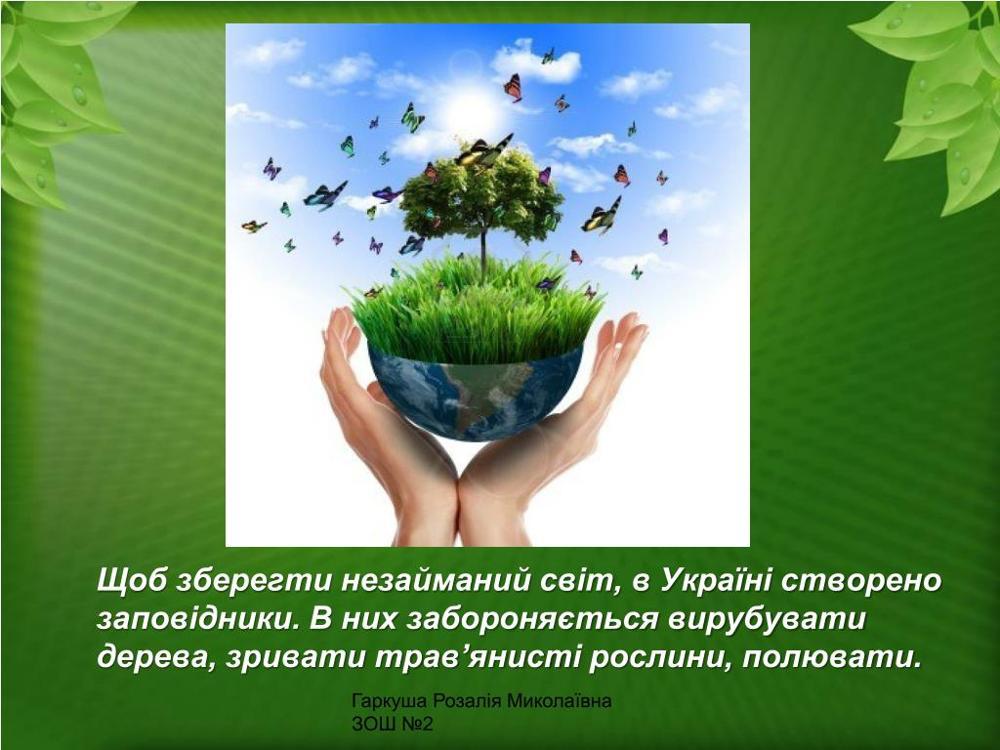 Щоб зберегти незайманий світ, в Україні створено
заповідники. В них забороняється вирубувати
дерева, зривати трав’янисті рослини, полювати.
Гаркуша Розалія Миколаївна
ЗОШ №2